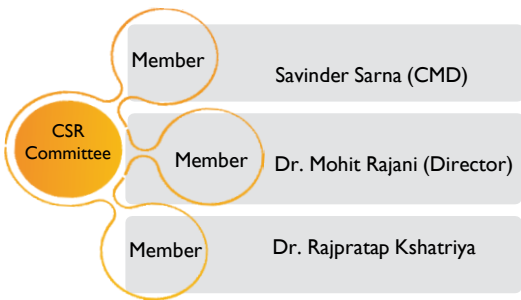 CSR
Committee
Member
Savinder Sarna (CMD)
Member
Dr. Mohit Rajani (Director)
Member
Dr. Rajpratap Kshatriya